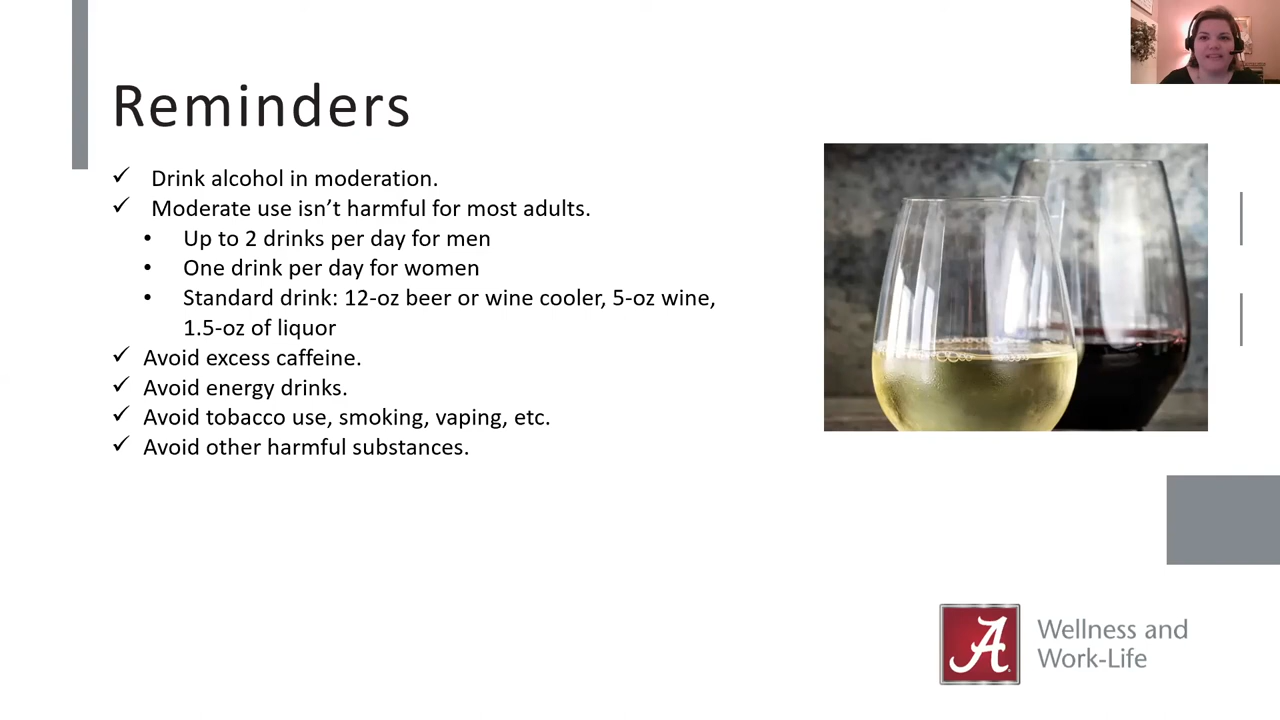 Reminders
✓ Drink alcohol in moderation.
✓ Moderate use isn’t harmful for most adults.
• Up to 2 drinks per day for men
• One drink per day for women
• Standard drink: 12-oz beer or wine cooler, 5-oz wine,
1.5-oz of liquor
✓ Avoid excess caffeine.
✓ Avoid energy drinks.
✓ Avoid tobacco use, smoking, vaping, etc.
✓ Avoid other harmful substances.
A
Wellness and
Work-Life